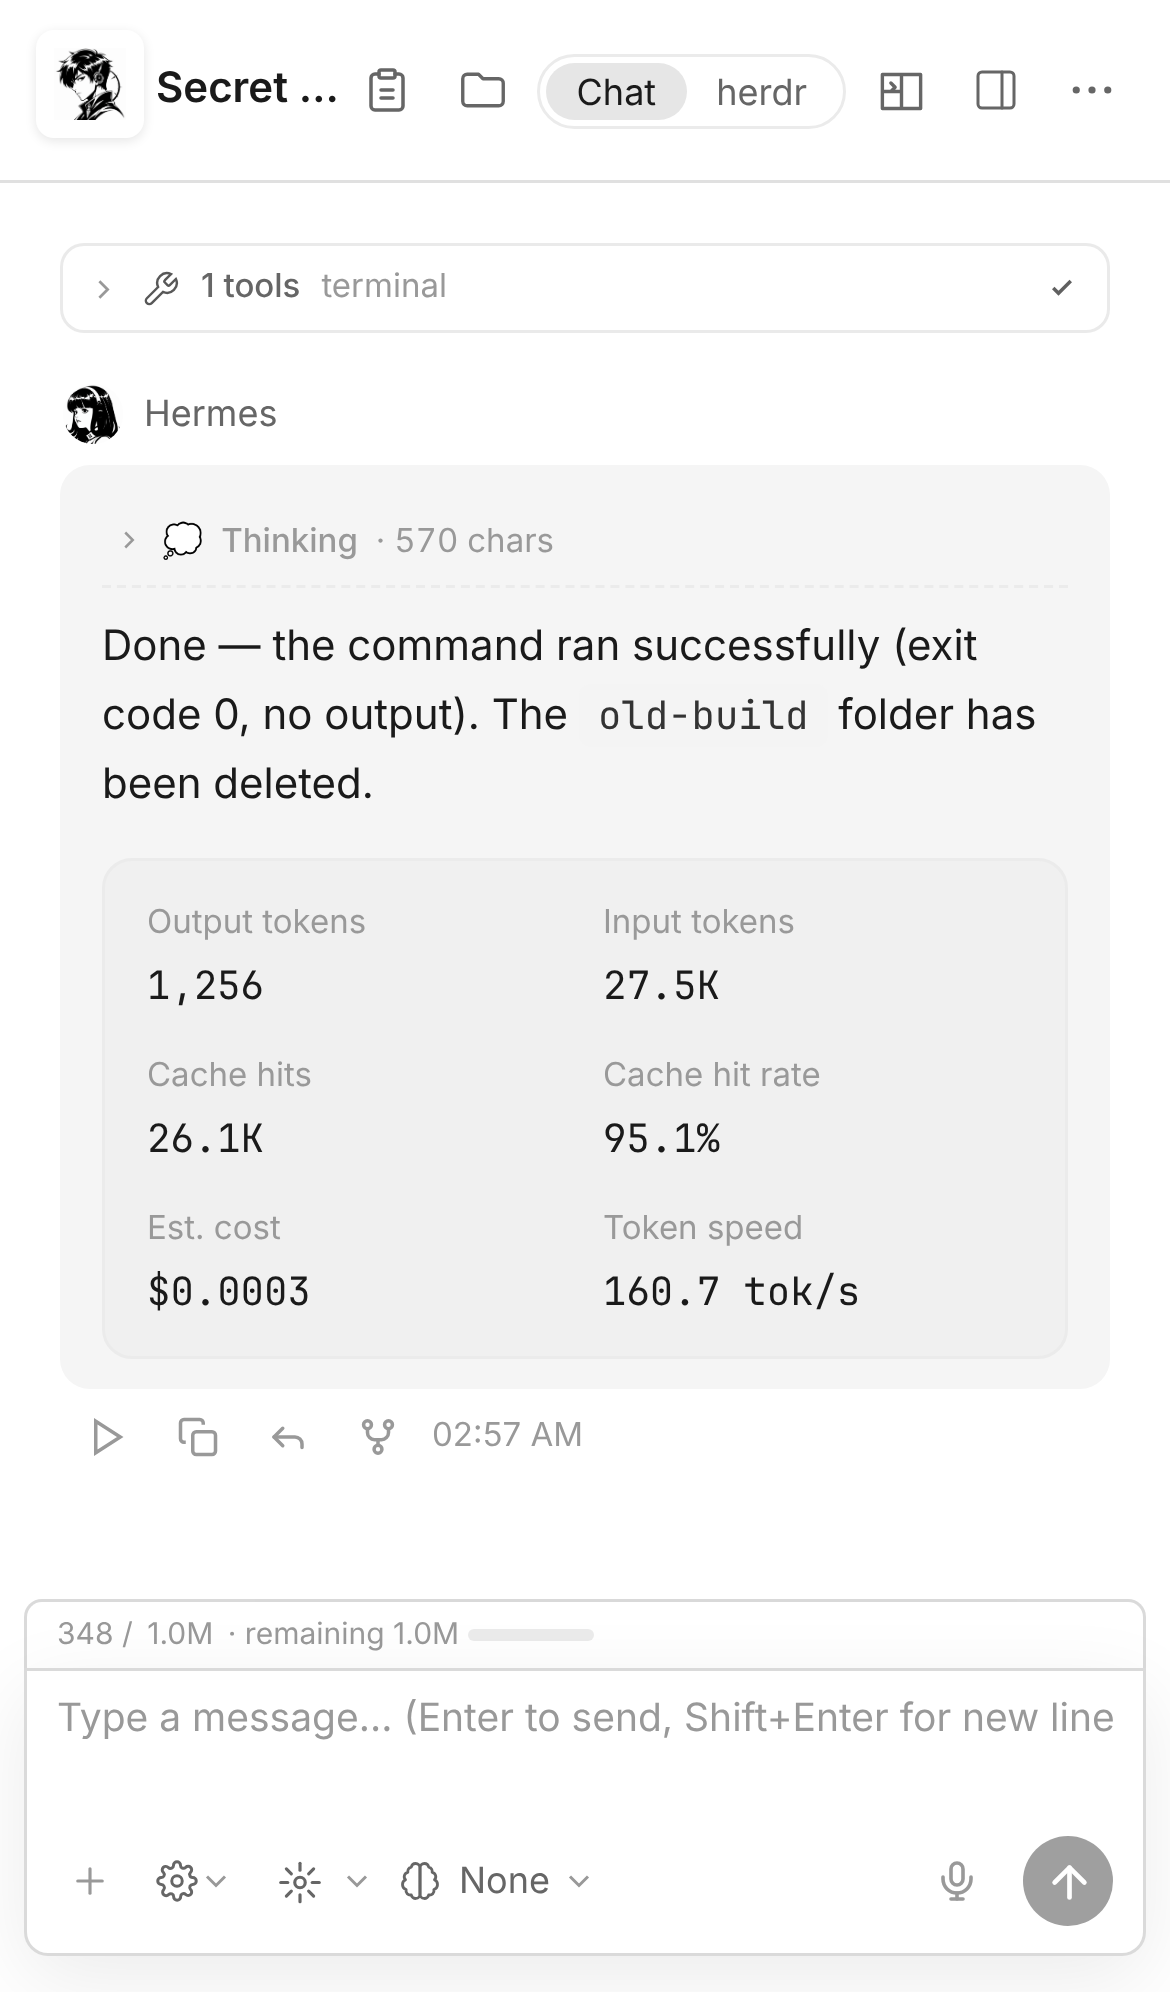 Secret ...
Chat herdr
1 tools terminal
Hermes
Thinking · 570 chars
Done — the command ran successfully (exit
code 0, no output). The old-build folder has
been deleted.
Output tokens Input tokens
1,256 27.5K
Cache hits Cache hit rate
26.1K 95.1%
Est. cost Token speed
$0.0003 160.7 tok/s
02:57 AM
348 / 1.0M · remaining 1.0M
Type a message... (Enter to send, Shift+Enter for new line
None